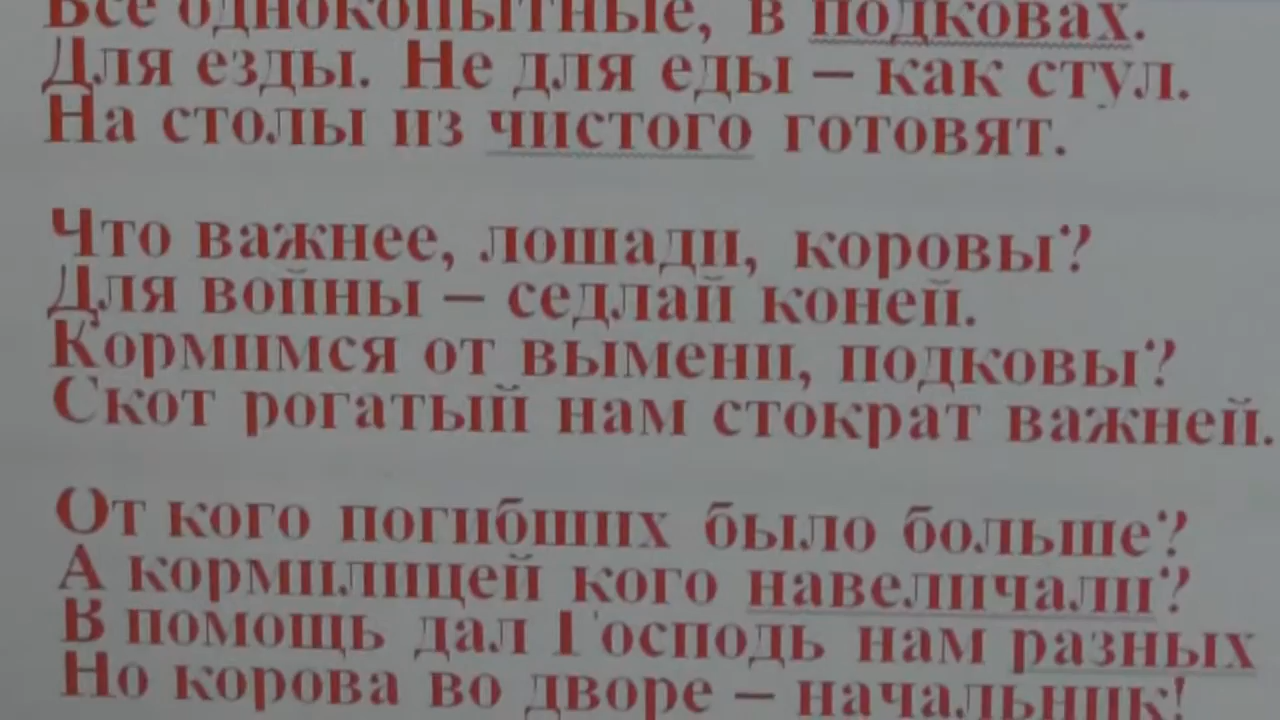 Все однокопытные, в подковах.
Для езды. Не для еды – как стул.
На столы из чистого готовят.
Что важнее, лошади, коровы?
Для войны – седлай коней.
Кормимся от вымени, подковы?
Скот рогатый нам стократ важней.
От кого погибших было больше?
А кормилицей кого навеличали?
В помощь дал Господь нам разных
Но корова во дворе – начальник!